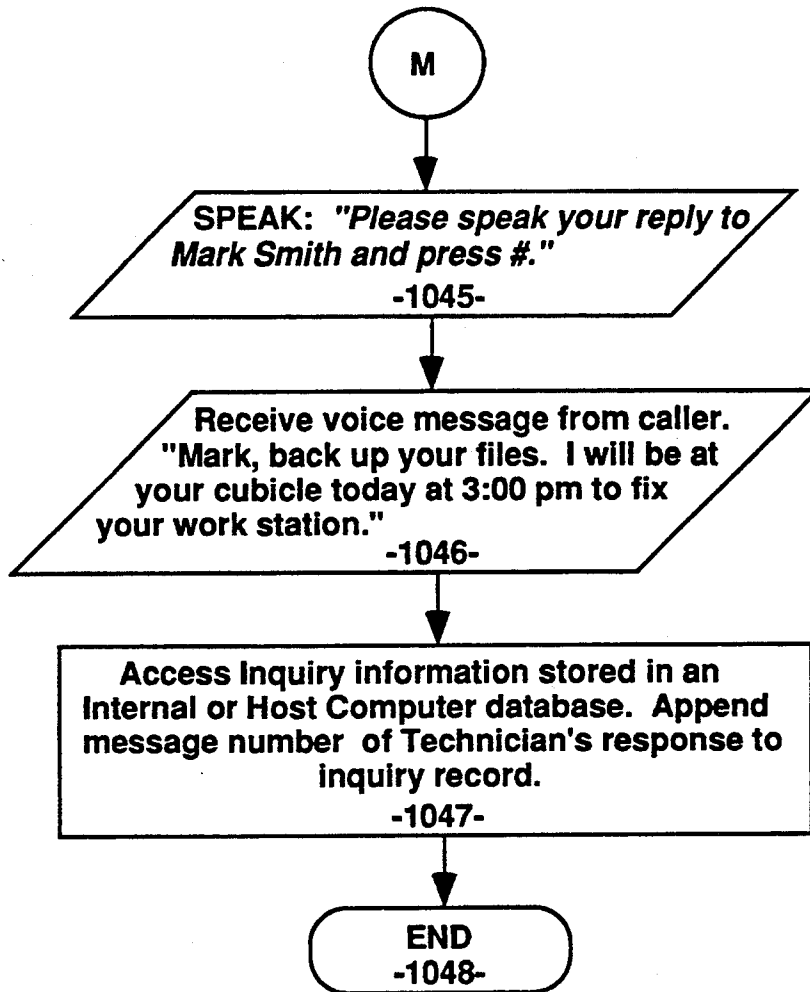 M
SPEAK: "Please speak your reply to
Mark Smith and press #."
-1045-
Receive voice message from caller.
"Mark, back up your files. I will be at
your cubicle today at 3:00 pm to fix
your work station."
-1046-
Access Inquiry information stored in an
Internal or Host Computer database. Append
message number of Technician's response to
inquiry record.
-1047-
END
-1048-